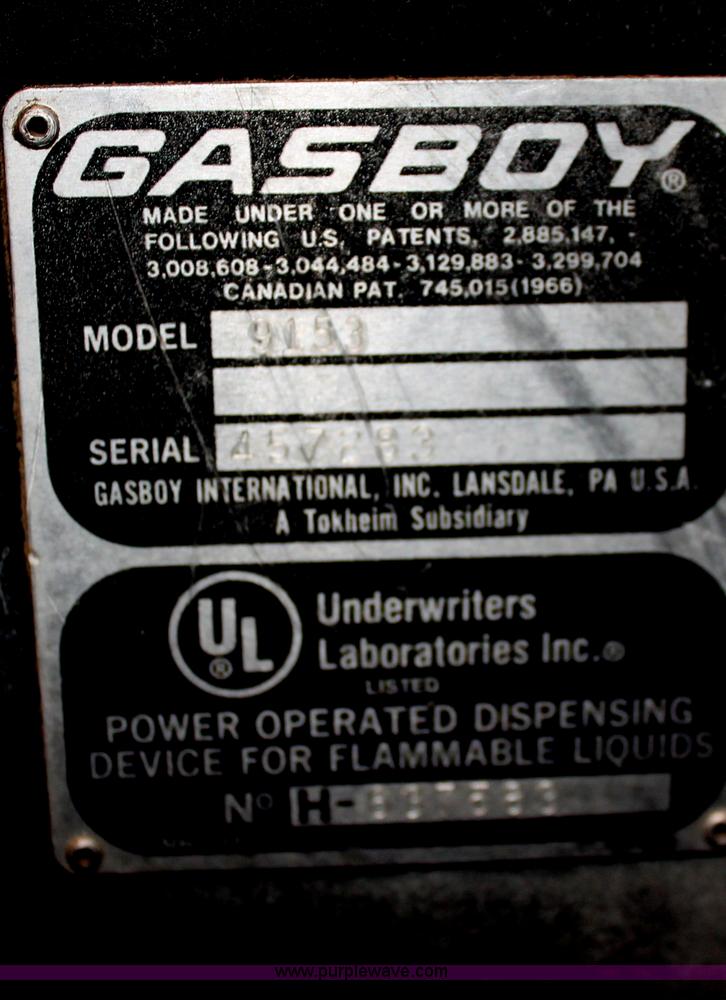 GASBOY®
MADE UNDER ONE OR MORE OF THE
FOLLOWING U.S. PATENTS, 2,885,147, -
3,008,608-3,044,484-3,129,883-3,299,704
CANADIAN PAT. 745,015(1966)
MODEL 9153
SERIAL
GASBOY INTERNATIONAL, INC. LANSDALE, PA U.S.A.
A Tokheim Subsidiary
UL®
Underwriters
Laboratories Inc.®
LISTED
POWER OPERATED DISPENSING
DEVICE FOR FLAMMABLE LIQUIDS
No H-
www.purplewave.com